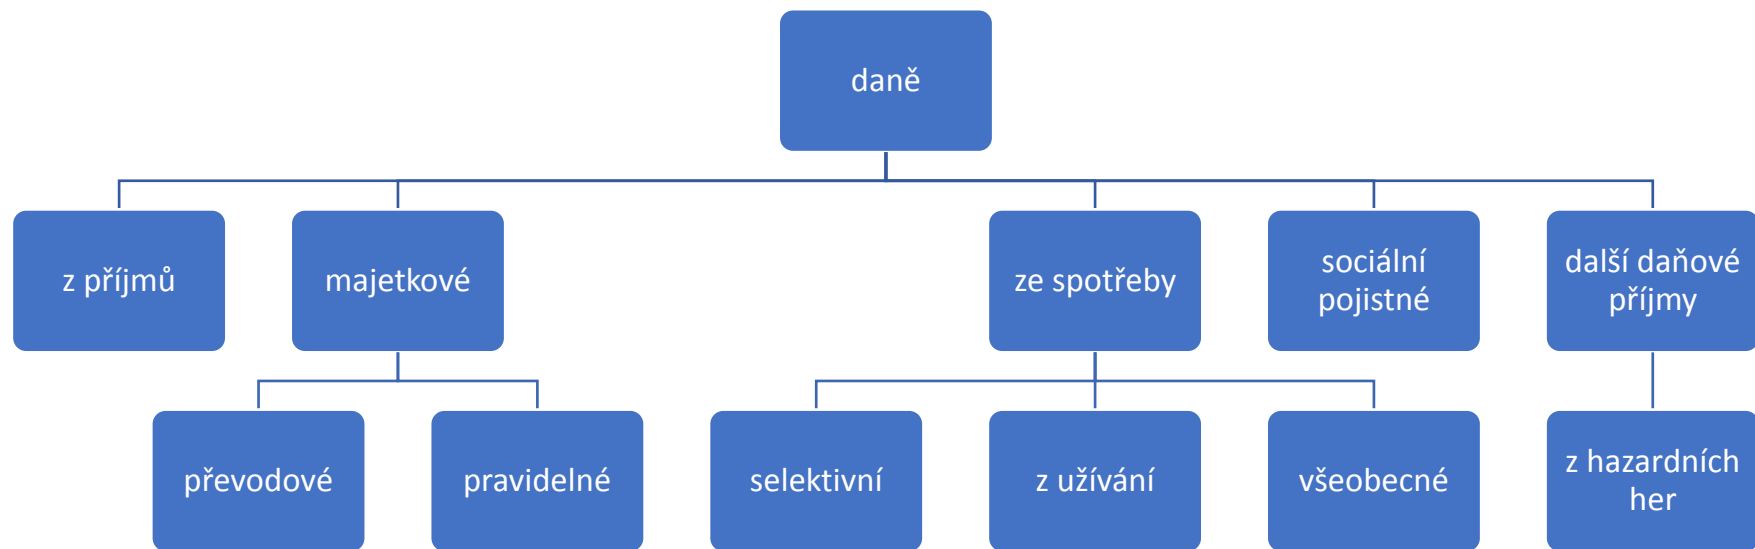 daně
z příjmů
majetkové
ze spotřeby
sociální
pojistné
další daňové
příjmy
převodové
pravidelné
selektivní
z užívání
všeobecné
z hazardních
her